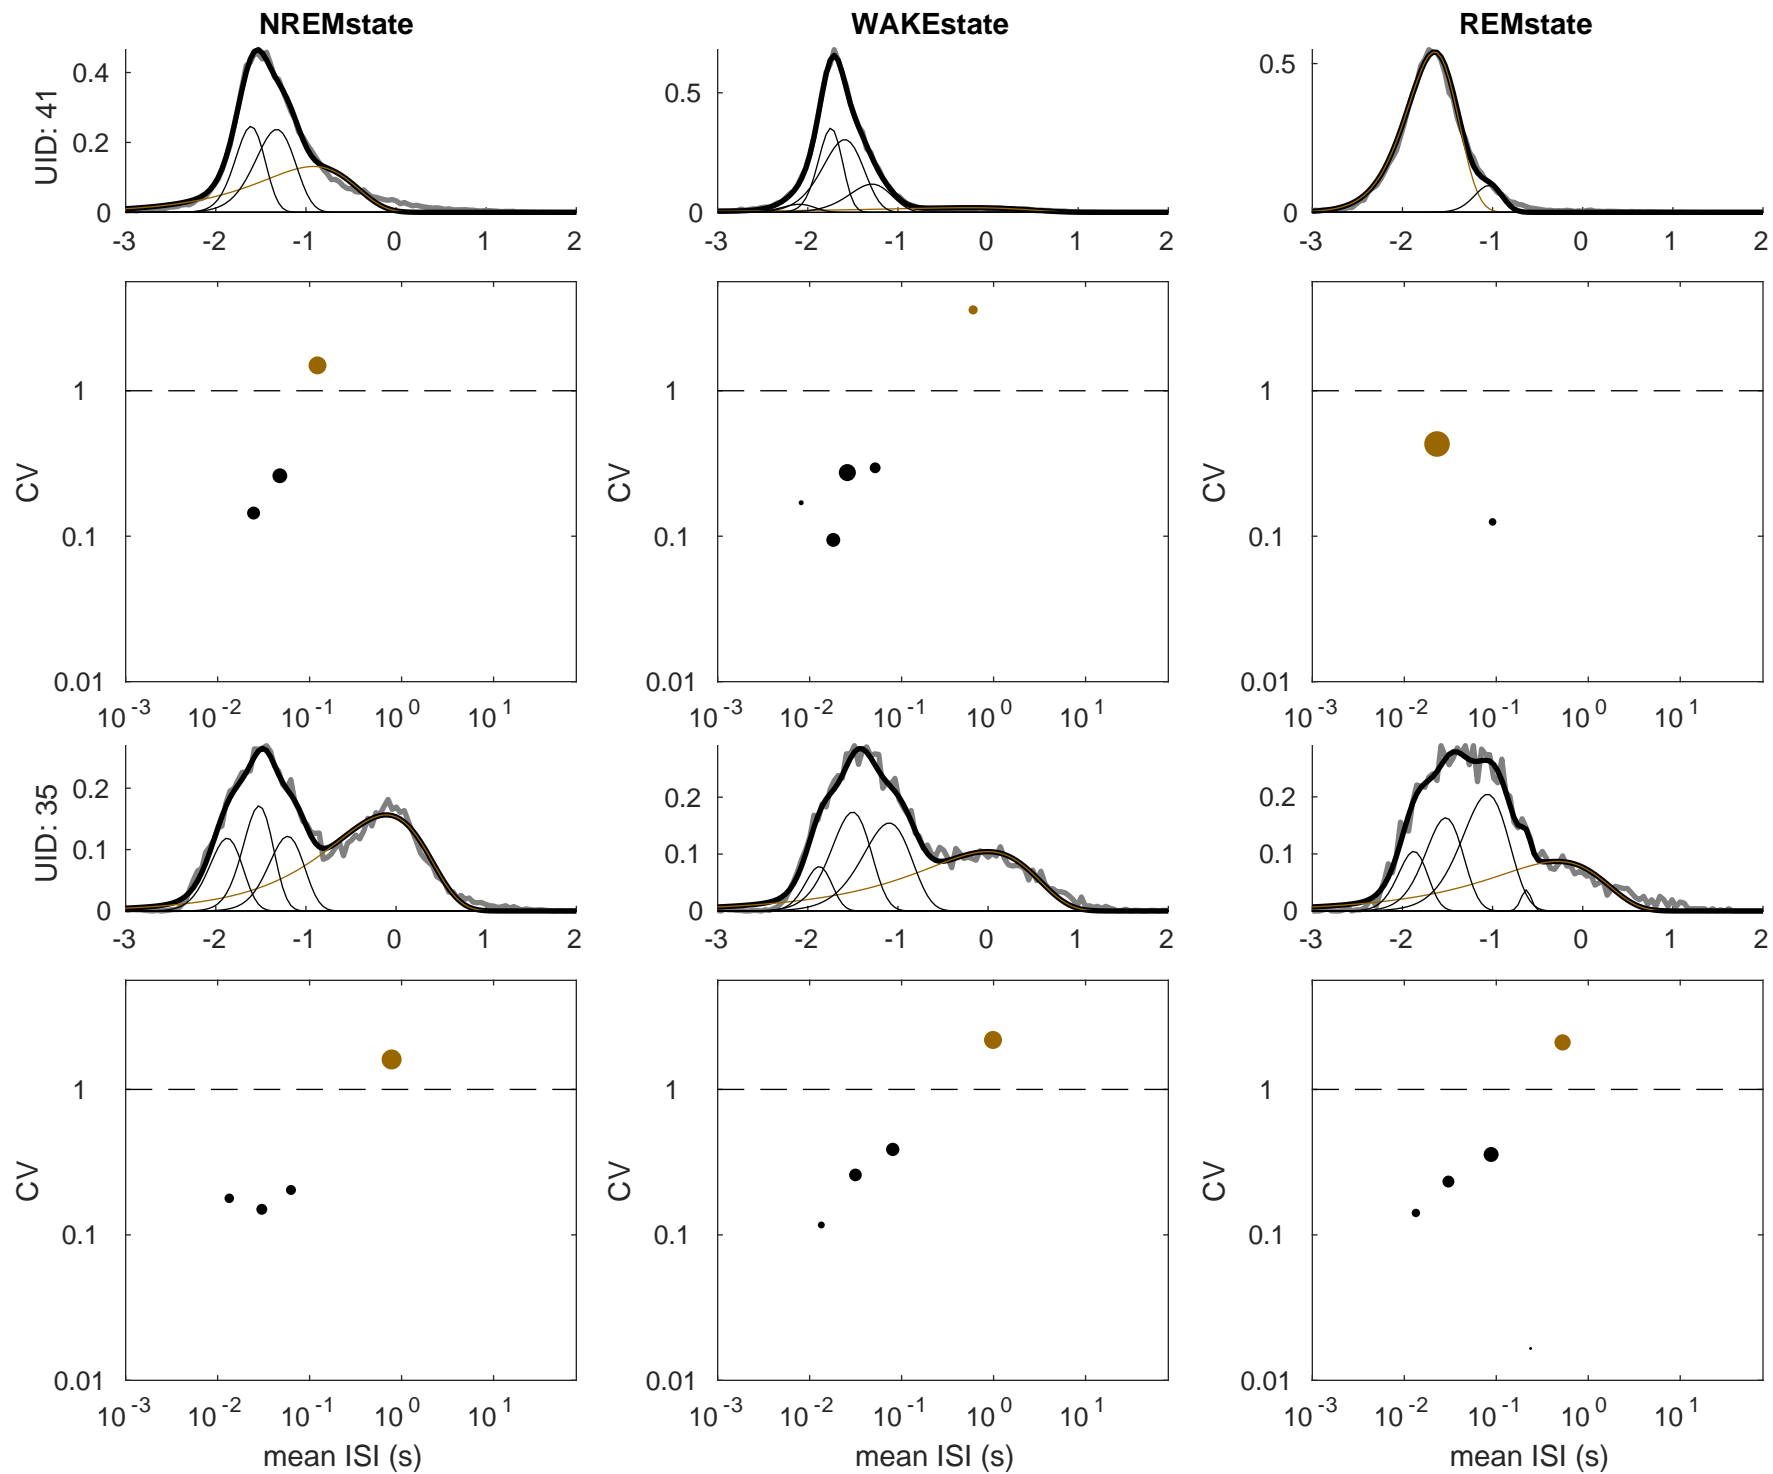 NREMstate WAKEstate REMstate
UID: 41
0.4 0.2 0
-3 -2 -1 0 1 2
0.5 0
-3 -2 -1 0 1 2
0.5 0
-3 -2 -1 0 1 2
CV
1 0.1 0.01
10^-3 10^-2 10^-1 10^0 10^1
CV
1 0.1 0.01
10^-3 10^-2 10^-1 10^0 10^1
CV
1 0.1 0.01
10^-3 10^-2 10^-1 10^0 10^1
UID: 35
0.2 0.1 0
-3 -2 -1 0 1 2
0.2 0.1 0
-3 -2 -1 0 1 2
0.2 0.1 0
-3 -2 -1 0 1 2
CV
1 0.1 0.01
10^-3 10^-2 10^-1 10^0 10^1
mean ISI (s)
CV
1 0.1 0.01
10^-3 10^-2 10^-1 10^0 10^1
mean ISI (s)
CV
1 0.1 0.01
10^-3 10^-2 10^-1 10^0 10^1
mean ISI (s)